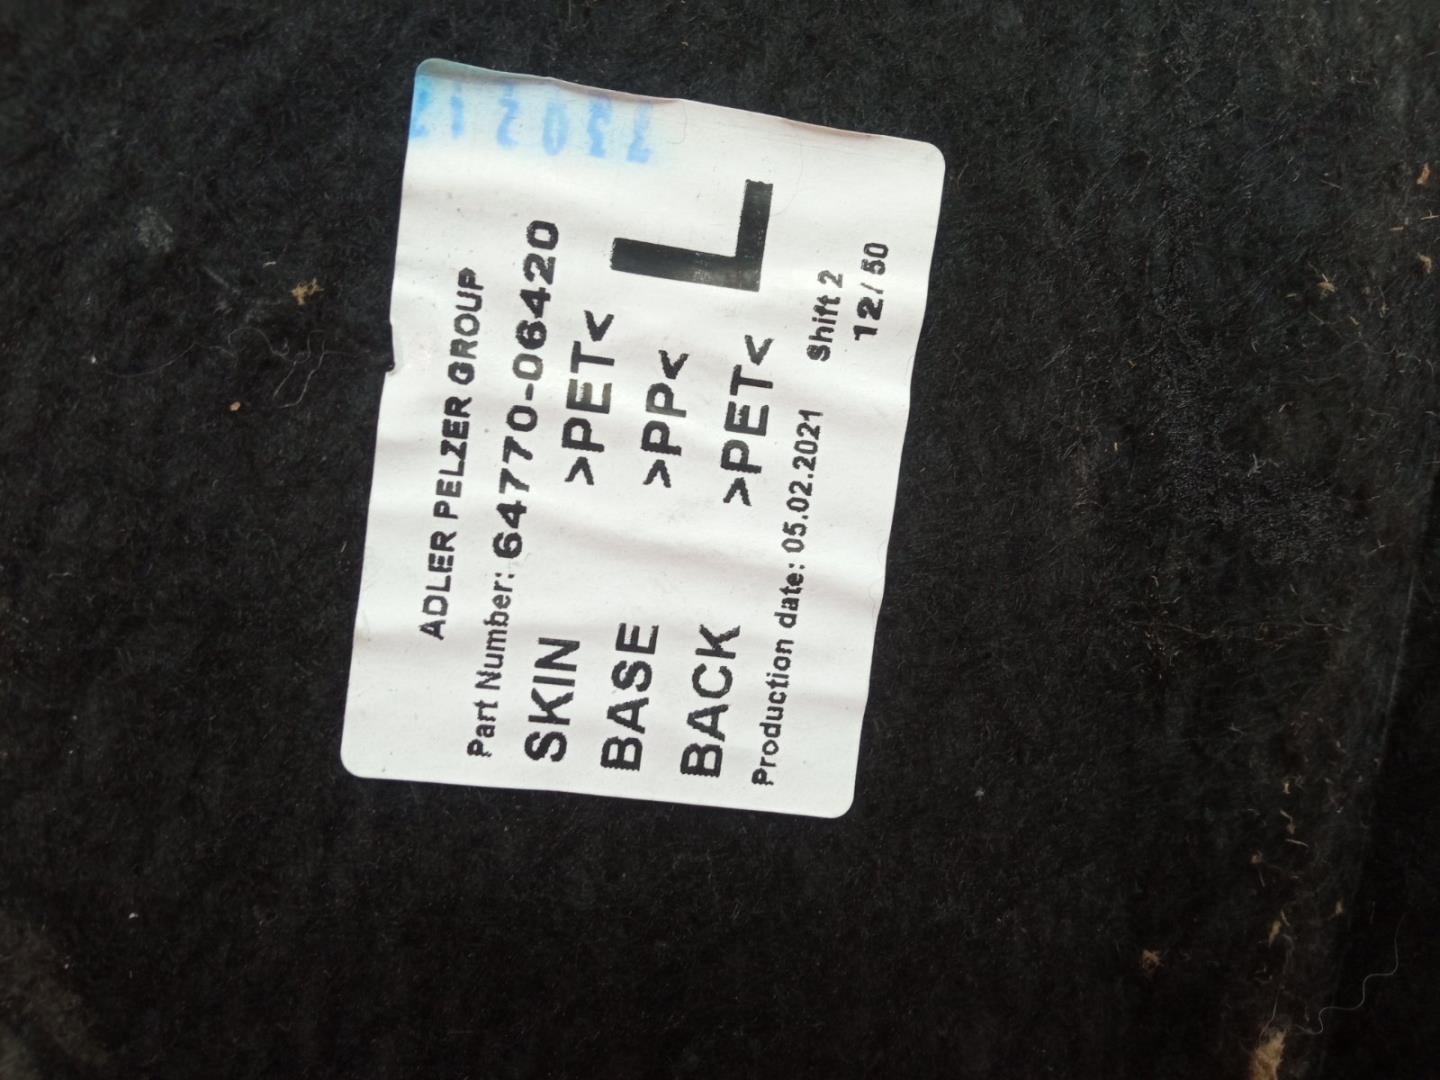 ADLER PELZER GROUP
Part Number: 64770-06420
SKIN >PET<
BASE >PP<
BACK >PET<
L
Production date: 05.02.2021 Shift 2
12/50